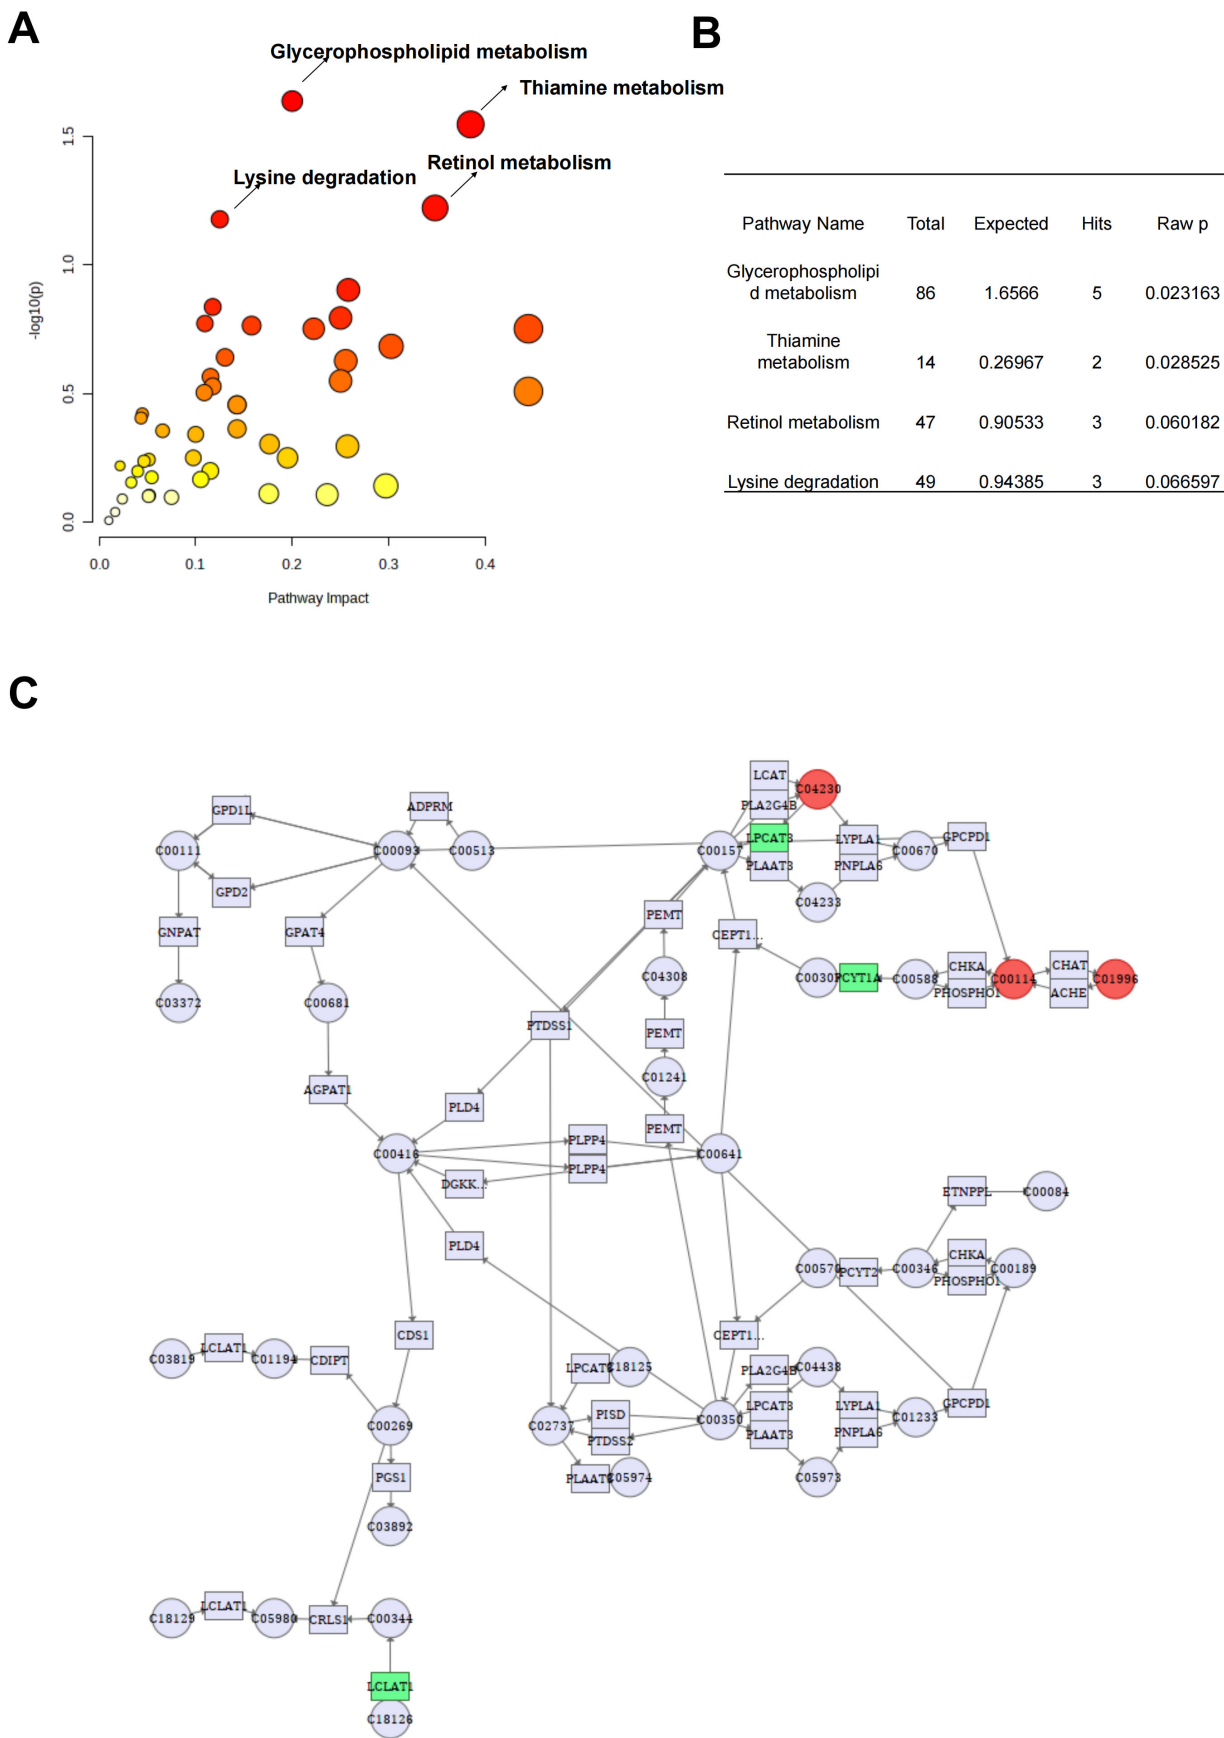 A
Glycerophospholipid metabolism
Thiamine metabolism
Retinol metabolism
Lysine degradation
1.5
1.0
0.5
0.0
-log10(p)
0.0 0.1 0.2 0.3 0.4
Pathway Impact
B
Pathway Name Total Expected Hits Raw p
Glycerophospholipi
d metabolism 86 1.6566 5 0.023163
Thiamine
metabolism 14 0.26967 2 0.028525
Retinol metabolism 47 0.90533 3 0.060182
Lysine degradation 49 0.94385 3 0.066597
C
LCAT
C04230
GPD1L ADPRM PLA2G4B
LPCAT3 LYPLA1 GPCPD1
C00111 C00093 C00513 C00157 C00670
PLAAT3 PNPLA6
GPD2
C04233
PEMT
GNPAT GPAT4 CEPT1...
CHKA CHAT
C04308 PCYT1A C00588 C00114 C01996
PHOSPHO1 ACHE
C03372 C00681
PTDSS1 PEMT
C01241
AGPAT1
PLD4
PEMT
PLPP4
C00416 C00641
PLPP4
DGKK...
ETNPPL C00084
PLD4
CHKA
C00570 PCYT2 C00346 C00189
PHOSPHO1
CDS1 CEPT1...
LCLAT1
C03819 C01194 CDIPT
C18125 PLA2G4B C04438
LPCAT3 LYPLA1 GPCPD1
PISD
C00269 C02737 C00350 C01233
PTDSS2 PLAAT3 PNPLA6
PGS1 C05974 C05973
C03892
LCLAT1
C18129 C05980 CRLS1 C00344
LCLAT1
C18126